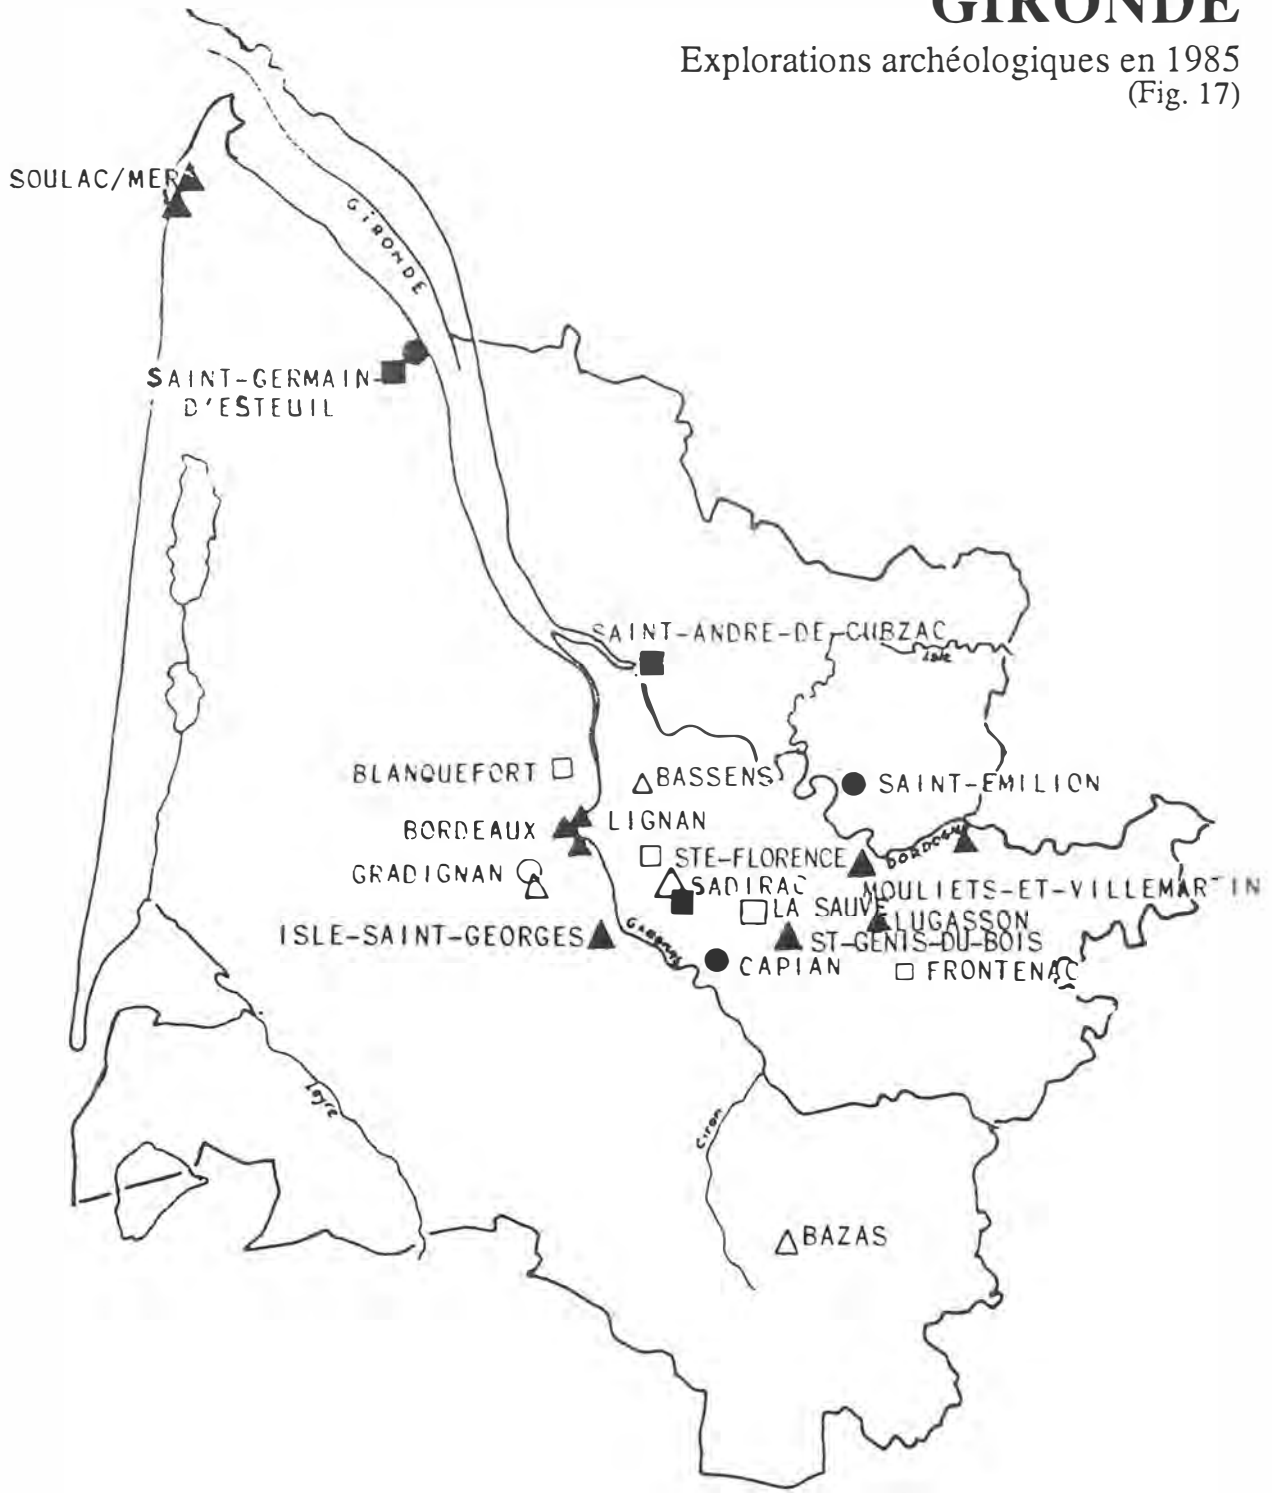 GIRONDE
Explorations archéologiques en 1985
(Fig. 17)
SOULAC/MER
GIRONDE
SAINT-GERMAIN-
D'ESTEUIL
SAINT-ANDRE-DE-CUBZAC
Isle
BLANQUEFORT
BASSENS
SAINT-EMILION
BORDEAUX
LIGNAN
GRADIGNAN
STE-FLORENCE
DORDOGNE
SADIRAC
MOULIETS-ET-VILLEMARTIN
LA SAUVE
LUGASSON
ISLE-SAINT-GEORGES
ST-GENIS-DU-BOIS
CAPIAN
FRONTENAC
Leyre
Ciron
BAZAS